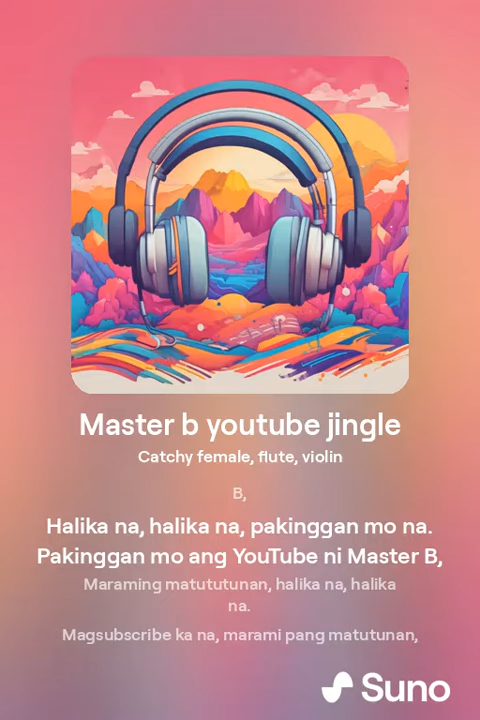 Master b youtube jingle
Catchy female, flute, violin
B,
Halika na, halika na, pakinggan mo na.
Pakinggan mo ang YouTube ni Master B,
Maraming matututunan, halika na, halika
na.
Magsubscribe ka na, marami pang matutunan,
Suno